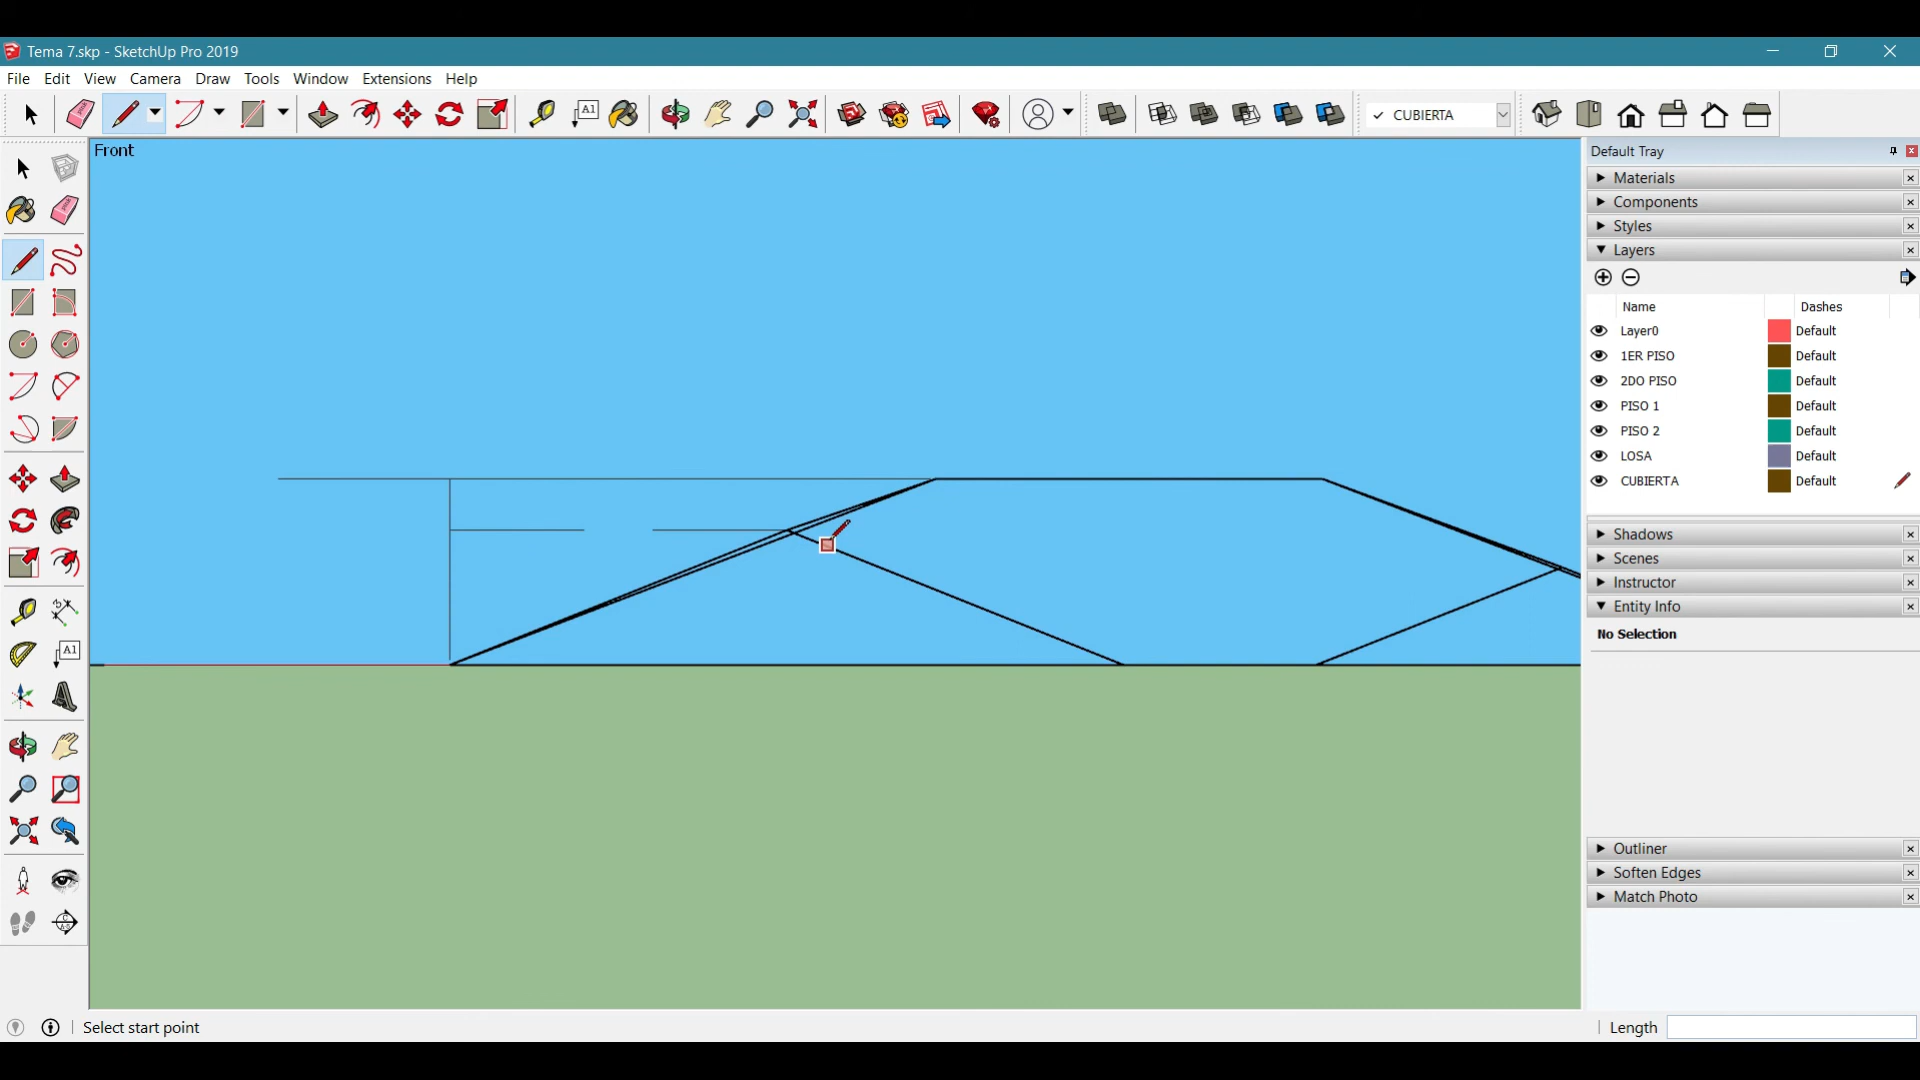 Tema 7.skp - SketchUp Pro 2019
File Edit View Camera Draw Tools Window Extensions Help
A1 CUBIERTA
Front
Default Tray
Materials
Components
Styles
Layers
Name Dashes
Layer0 Default
1ER PISO Default
2DO PISO Default
PISO 1 Default
PISO 2 Default
LOSA Default
CUBIERTA Default
Shadows
Scenes
Instructor
Entity Info
No Selection
A1
Outliner
Soften Edges
Match Photo
Select start point
Length